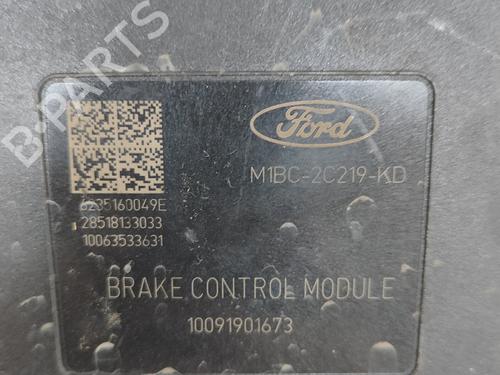 Ford
M1BC-2C219-KD
6235160049E
28518133033
10063533631
BRAKE CONTROL MODULE
10091901673
B-PARTS